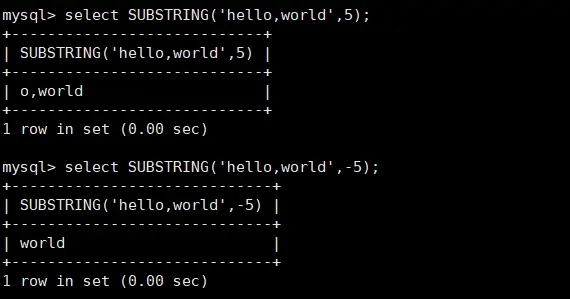 mysql> select SUBSTRING('hello,world',5);
+---------------------------+
| SUBSTRING('hello,world',5) |
+---------------------------+
| o,world                    |
+---------------------------+
1 row in set (0.00 sec)
mysql> select SUBSTRING('hello,world',-5);
+----------------------------+
| SUBSTRING('hello,world',-5) |
+----------------------------+
| world                       |
+----------------------------+
1 row in set (0.00 sec)